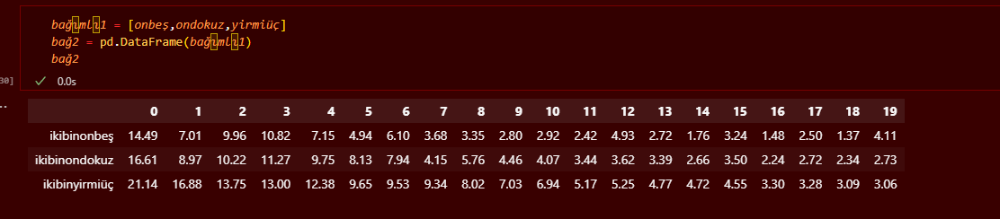 bağımlı1 = [onbeş,ondokuz,yirmiüç]
bağ2 = pd.DataFrame(bağımlı1)
bağ2
30]
0.0s
0 1 2 3 4 5 6 7 8 9 10 11 12 13 14 15 16 17 18 19
ikibinonbeş 14.49 7.01 9.96 10.82 7.15 4.94 6.10 3.68 3.35 2.80 2.92 2.42 4.93 2.72 1.76 3.24 1.48 2.50 1.37 4.11
ikibinondokuz 16.61 8.97 10.22 11.27 9.75 8.13 7.94 4.15 5.76 4.46 4.07 3.44 3.62 3.39 2.66 3.50 2.24 2.72 2.34 2.73
ikibinyirmiüç 21.14 16.88 13.75 13.00 12.38 9.65 9.53 9.34 8.02 7.03 6.94 5.17 5.25 4.77 4.72 4.55 3.30 3.28 3.09 3.06